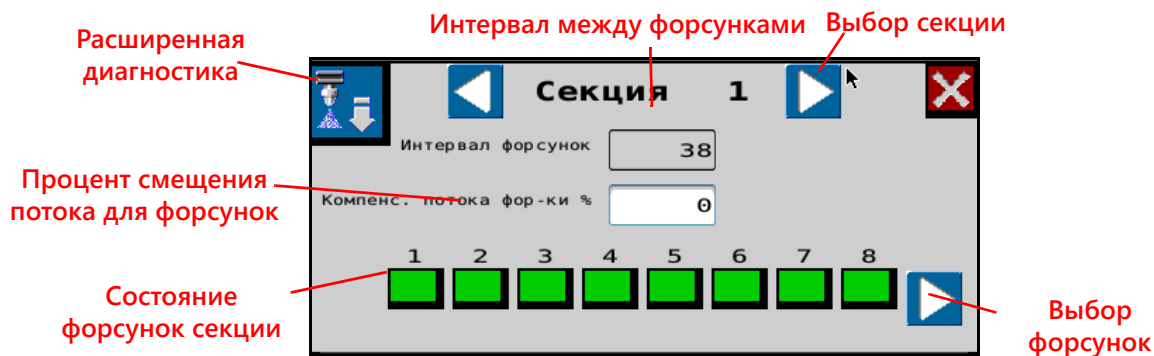 Интервал между форсунками
Выбор секции
Расширенная
диагностика
Секция 1
Интервал форсунок 38
Процент смещения
потока для форсунок
Компенс. потока фор-ки % 0
1 2 3 4 5 6 7 8
Состояние
форсунок секции
Выбор
форсунок